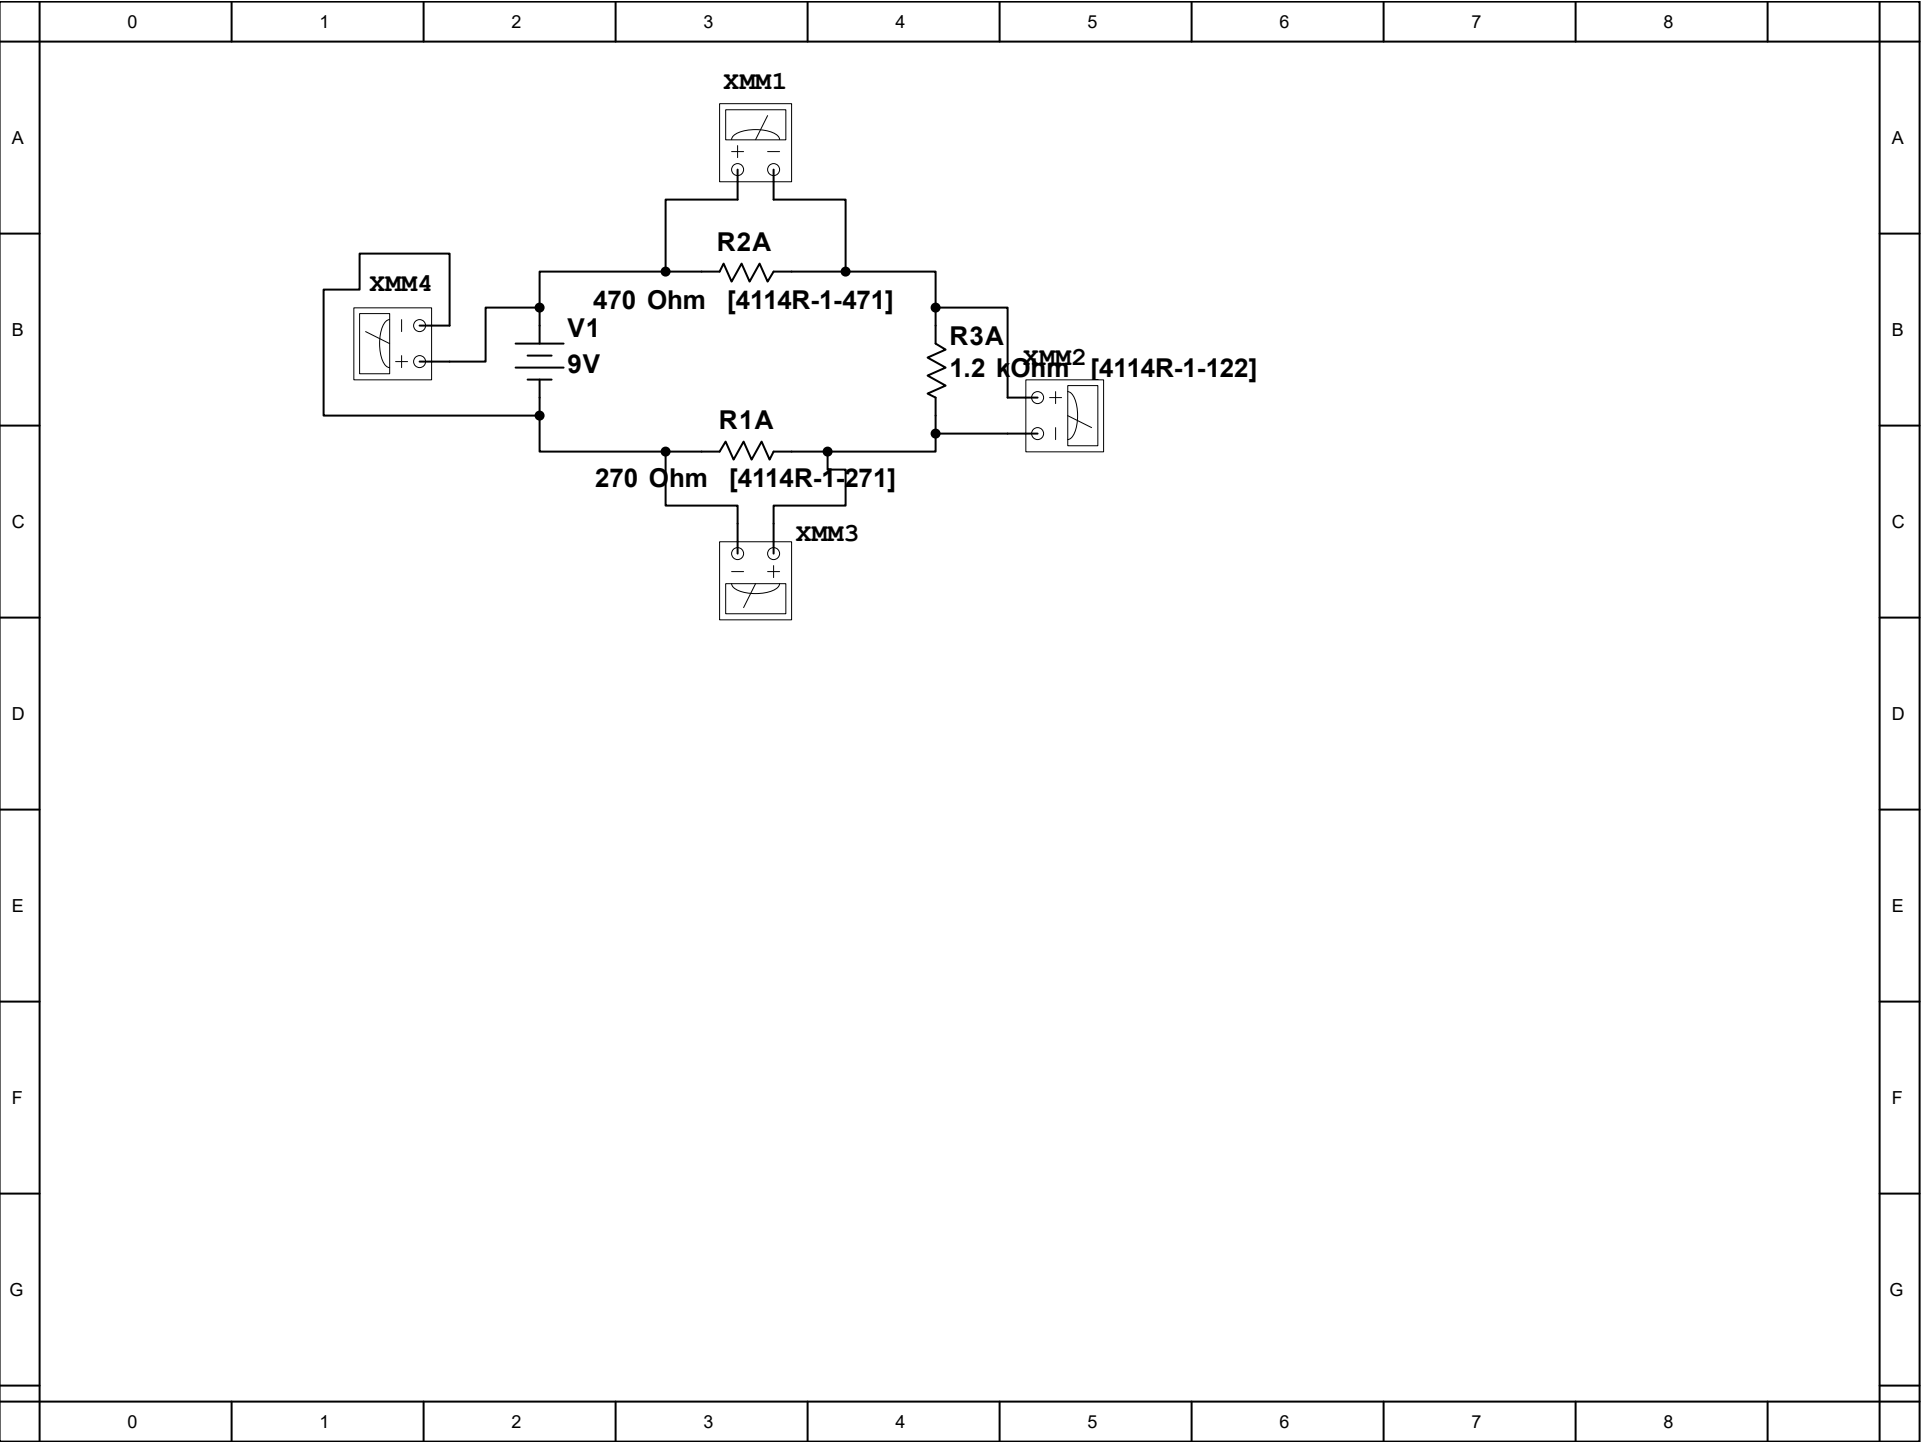 0 1 2 3 4 5 6 7 8
XMM1
A A
R2A
XMM4
470 Ohm [4114R-1-471]
B B
V1
R3A
9V
XMM2
1.2 kOhm [4114R-1-122]
+ −
R1A
270 Ohm [4114R-1-271]
C C
XMM3
− +
D D
E E
F F
G G
0 1 2 3 4 5 6 7 8